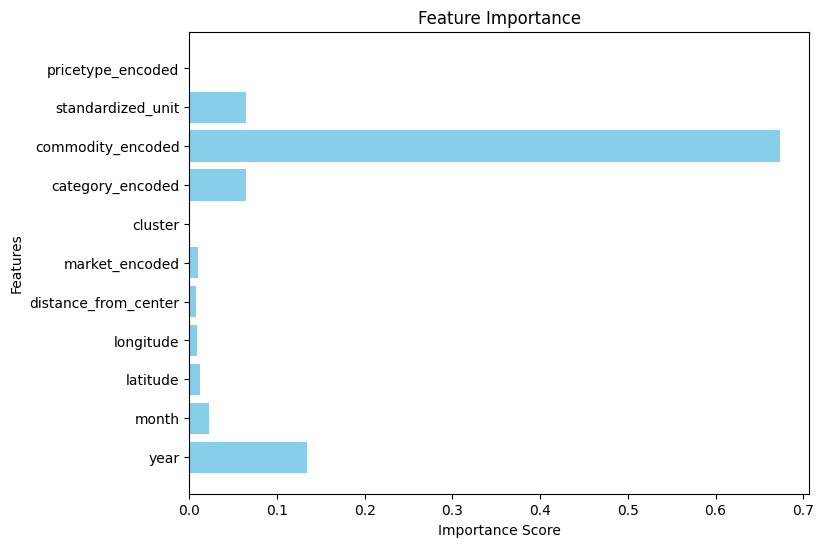 Feature Importance
pricetype_encoded
standardized_unit
commodity_encoded
category_encoded
cluster
market_encoded
distance_from_center
longitude
latitude
month
year
Features
0.0 0.1 0.2 0.3 0.4 0.5 0.6 0.7
Importance Score